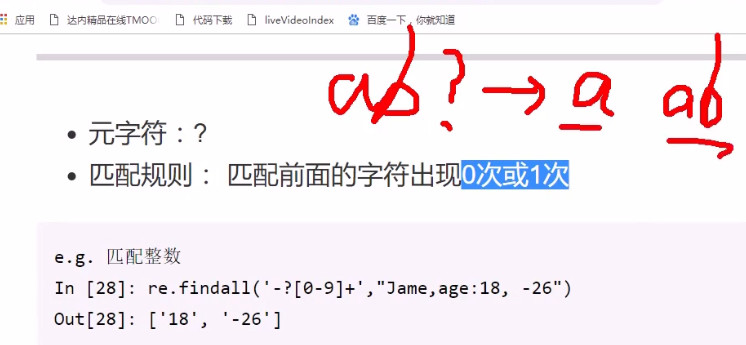 应用 达内精品在线TMOO 代码下载 liveVideoIndex 百度一下，你就知道
ab?→a ab
元字符：?
匹配规则： 匹配前面的字符出现0次或1次
e.g. 匹配整数
In [28]: re.findall('-?[0-9]+',"Jame,age:18, -26")
Out[28]: ['18', '-26']